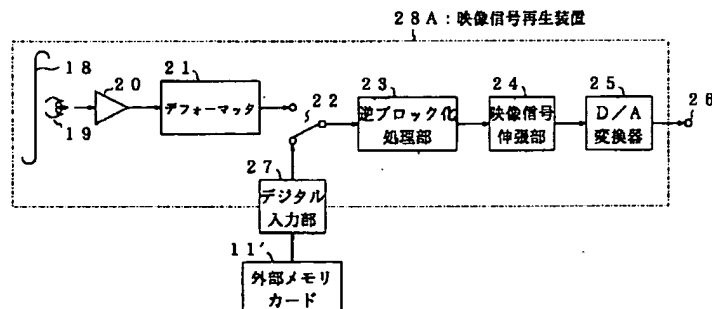 28A：映像信号再生装置
18
19
20
21
デフォーマッタ
22
23
逆ブロック化
処理部
24
映像信号
伸張部
25
D／A
変換器
26
27
デジタル
入力部
11′
外部メモリ
カード